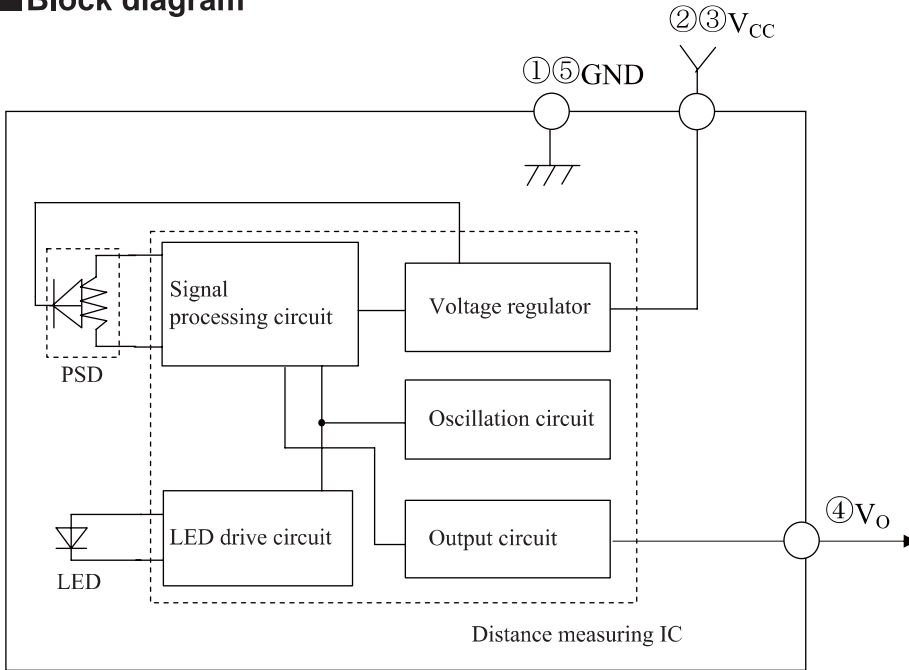 ■Block diagram
②③VCC
①⑤GND
Signal
processing circuit
Voltage regulator
PSD
Oscillation circuit
④VO
LED drive circuit
Output circuit
LED
Distance measuring IC